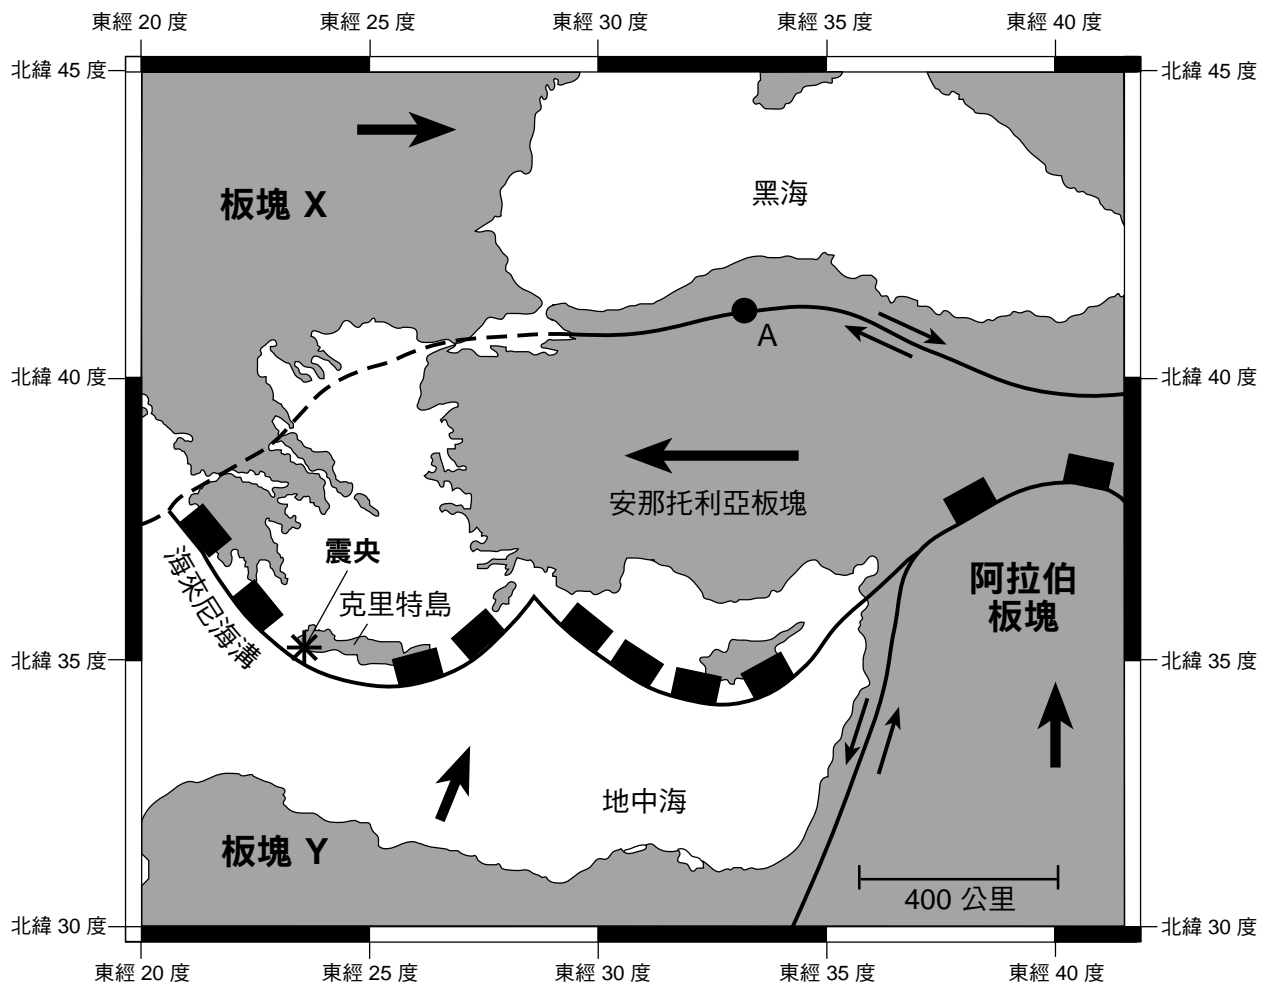 東經 20 度
東經 25 度
東經 30 度
東經 35 度
東經 40 度
北緯 45 度
北緯 45 度
板塊 X
黑海
A
北緯 40 度
北緯 40 度
安那托利亞板塊
震央
克里特島
海來尼海溝
阿拉伯
板塊
北緯 35 度
北緯 35 度
地中海
板塊 Y
400 公里
北緯 30 度
北緯 30 度
東經 20 度
東經 25 度
東經 30 度
東經 35 度
東經 40 度